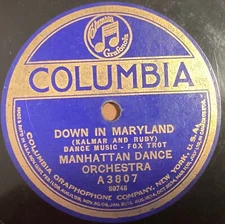 Columbia
Grafonola
COLUMBIA
DOWN IN MARYLAND
(KALMAR AND RUBY)
DANCE MUSIC - FOX TROT
MANHATTAN DANCE
ORCHESTRA
A3807
80748
COLUMBIA GRAPHOPHONE COMPANY, NEW YORK, U.S.A.